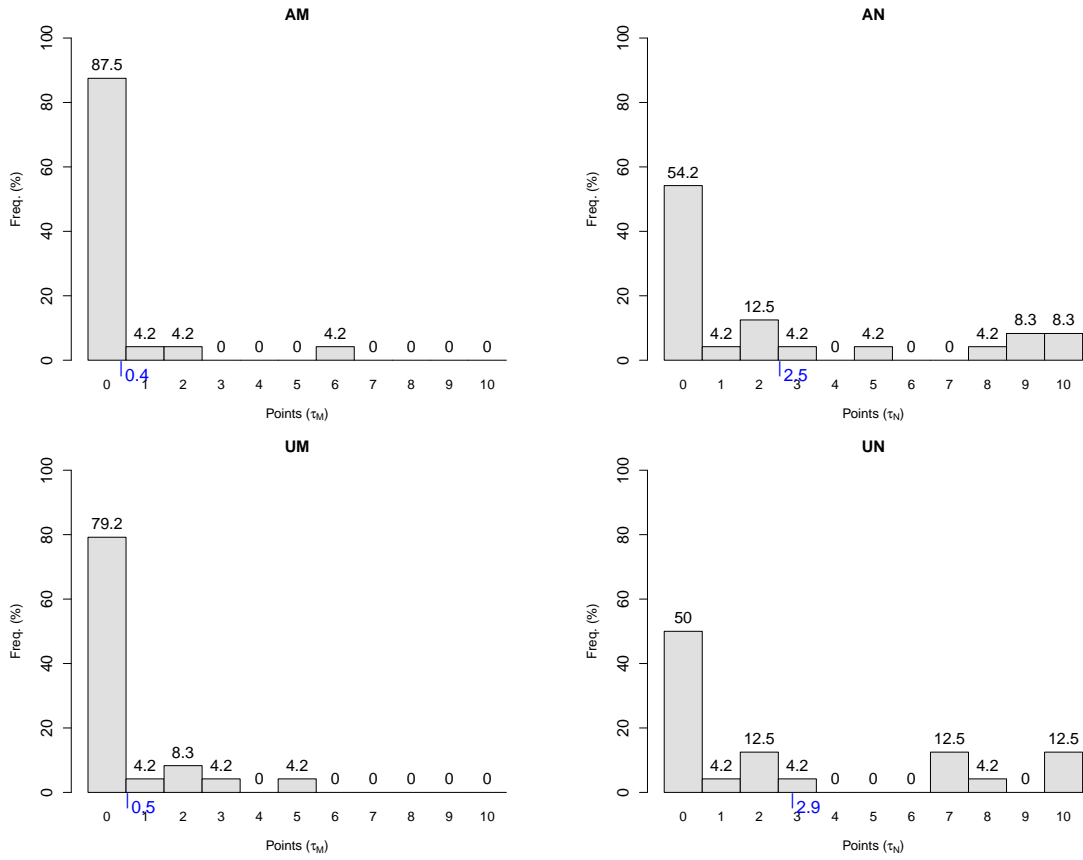 AM
Freq. (%)
100
80
60
40
20
0
87.5
4.2 4.2 0 0 0 4.2 0 0 0 0
0.4
0 1 2 3 4 5 6 7 8 9 10
Points (τM)
AN
Freq. (%)
100
80
60
40
20
0
54.2
4.2 12.5 4.2 0 4.2 0 0 4.2 8.3 8.3
2.5
0 1 2 3 4 5 6 7 8 9 10
Points (τN)
UM
Freq. (%)
100
80
60
40
20
0
79.2
4.2 8.3 4.2 0 4.2 0 0 0 0 0
0.5
0 1 2 3 4 5 6 7 8 9 10
Points (τM)
UN
Freq. (%)
100
80
60
40
20
0
50
4.2 12.5 4.2 0 0 0 12.5 4.2 0 12.5
2.9
0 1 2 3 4 5 6 7 8 9 10
Points (τN)